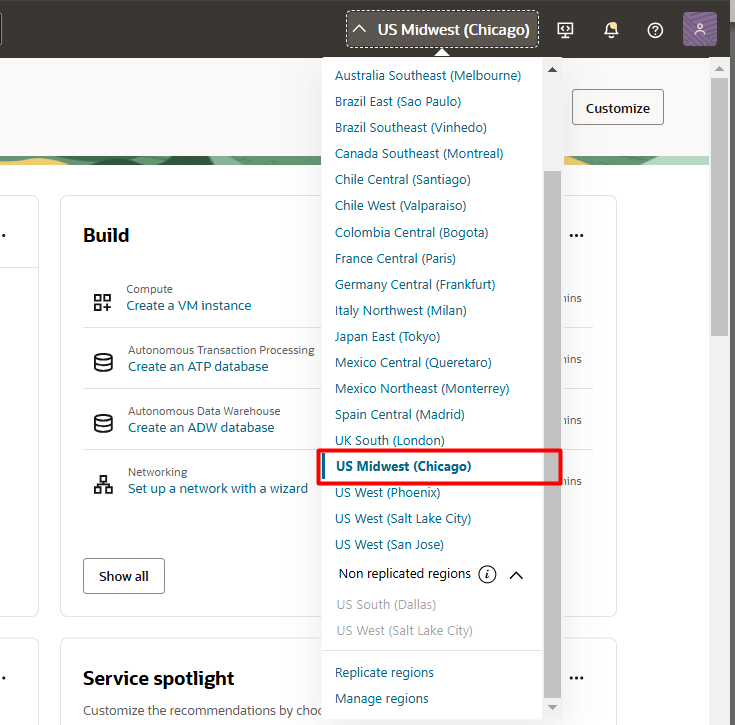 US Midwest (Chicago)
Customize
Australia Southeast (Melbourne)
Brazil East (Sao Paulo)
Brazil Southeast (Vinhedo)
Canada Southeast (Montreal)
Chile Central (Santiago)
Chile West (Valparaiso)
Colombia Central (Bogota)
France Central (Paris)
Germany Central (Frankfurt)
Italy Northwest (Milan)
Japan East (Tokyo)
Mexico Central (Queretaro)
Mexico Northeast (Monterrey)
Spain Central (Madrid)
UK South (London)
US Midwest (Chicago)
US West (Phoenix)
US West (Salt Lake City)
US West (San Jose)
Non replicated regions
US South (Dallas)
US West (Salt Lake City)
Replicate regions
Manage regions
Build
Compute
Create a VM instance
ins
Autonomous Transaction Processing
Create an ATP database
ins
Autonomous Data Warehouse
Create an ADW database
ins
Networking
Set up a network with a wizard
ins
Show all
Service spotlight
Customize the recommendations by choo